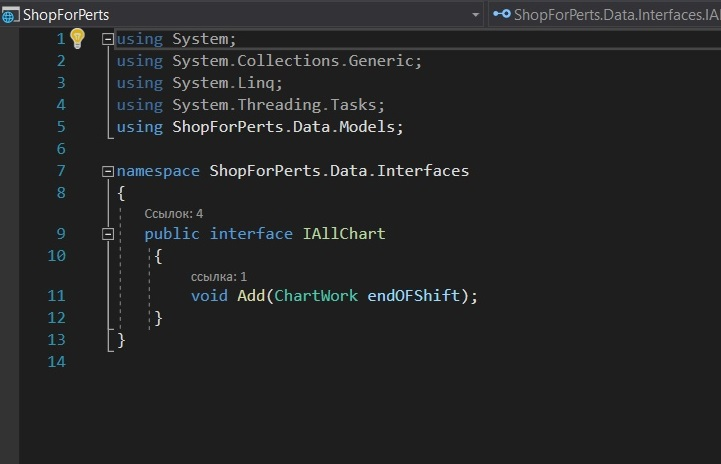 ShopForPerts
ShopForPerts.Data.Interfaces.IAl
1 using System;
2 using System.Collections.Generic;
3 using System.Linq;
4 using System.Threading.Tasks;
5 using ShopForPerts.Data.Models;
6
7 namespace ShopForPerts.Data.Interfaces
8 {
Ссылок: 4
9 public interface IAllChart
10 {
ссылка: 1
11 void Add(ChartWork endOFShift);
12 }
13 }
14